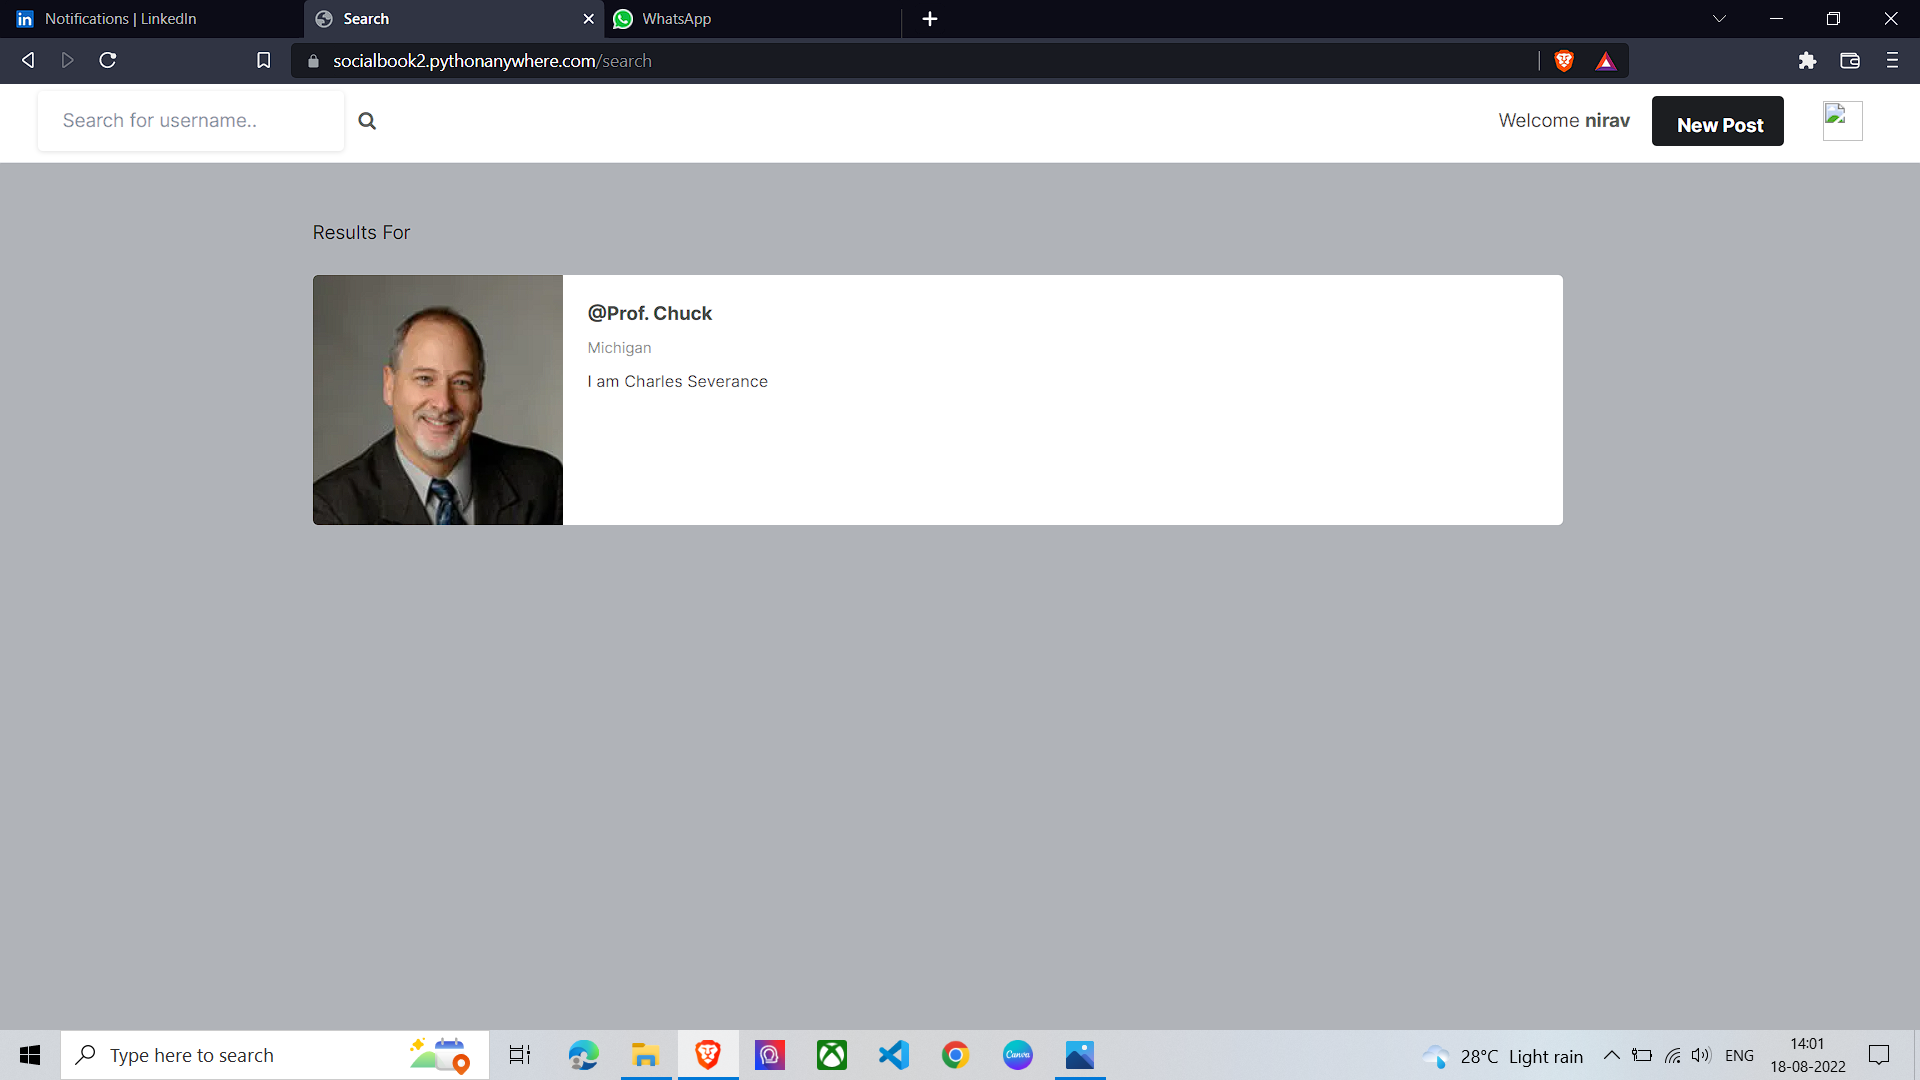 Notifications | LinkedIn
Search
WhatsApp
socialbook2.pythonanywhere.com/search
Search for username..
Welcome nirav
New Post
Results For
@Prof. Chuck
Michigan
I am Charles Severance
Type here to search
Canva
28°C Light rain
ENG
14:01
18-08-2022